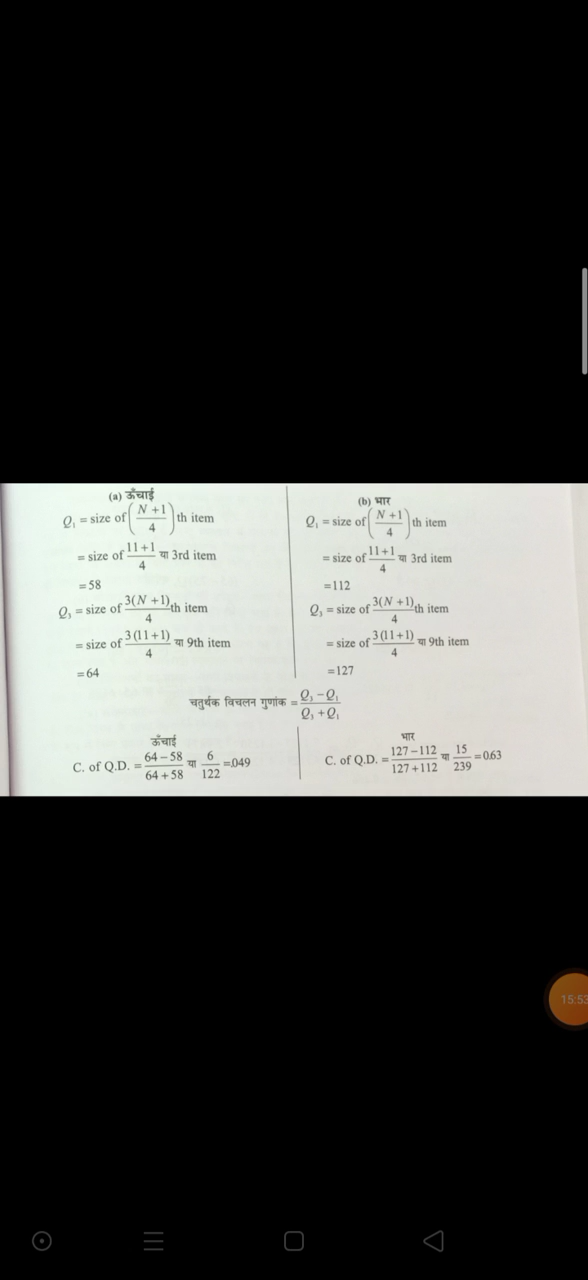 (a) ऊँचाई
Q₁ = size of ((N + 1)/4) th item
= size of (11+1)/4 या 3rd item
= 58
Q₃ = size of 3(N + 1)/4 th item
= size of 3(11+1)/4 या 9th item
= 64
(b) भार
Q₁ = size of ((N + 1)/4) th item
= size of (11+1)/4 या 3rd item
= 112
Q₃ = size of 3(N + 1)/4 th item
= size of 3(11+1)/4 या 9th item
= 127
चतुर्थक विचलन गुणांक = (Q₃ – Q₁)/(Q₃ + Q₁)
ऊँचाई
C. of Q.D. = (64 – 58)/(64 + 58) या 6/122 = .049
भार
C. of Q.D. = (127 – 112)/(127 + 112) या 15/239 = 0.63
15:53